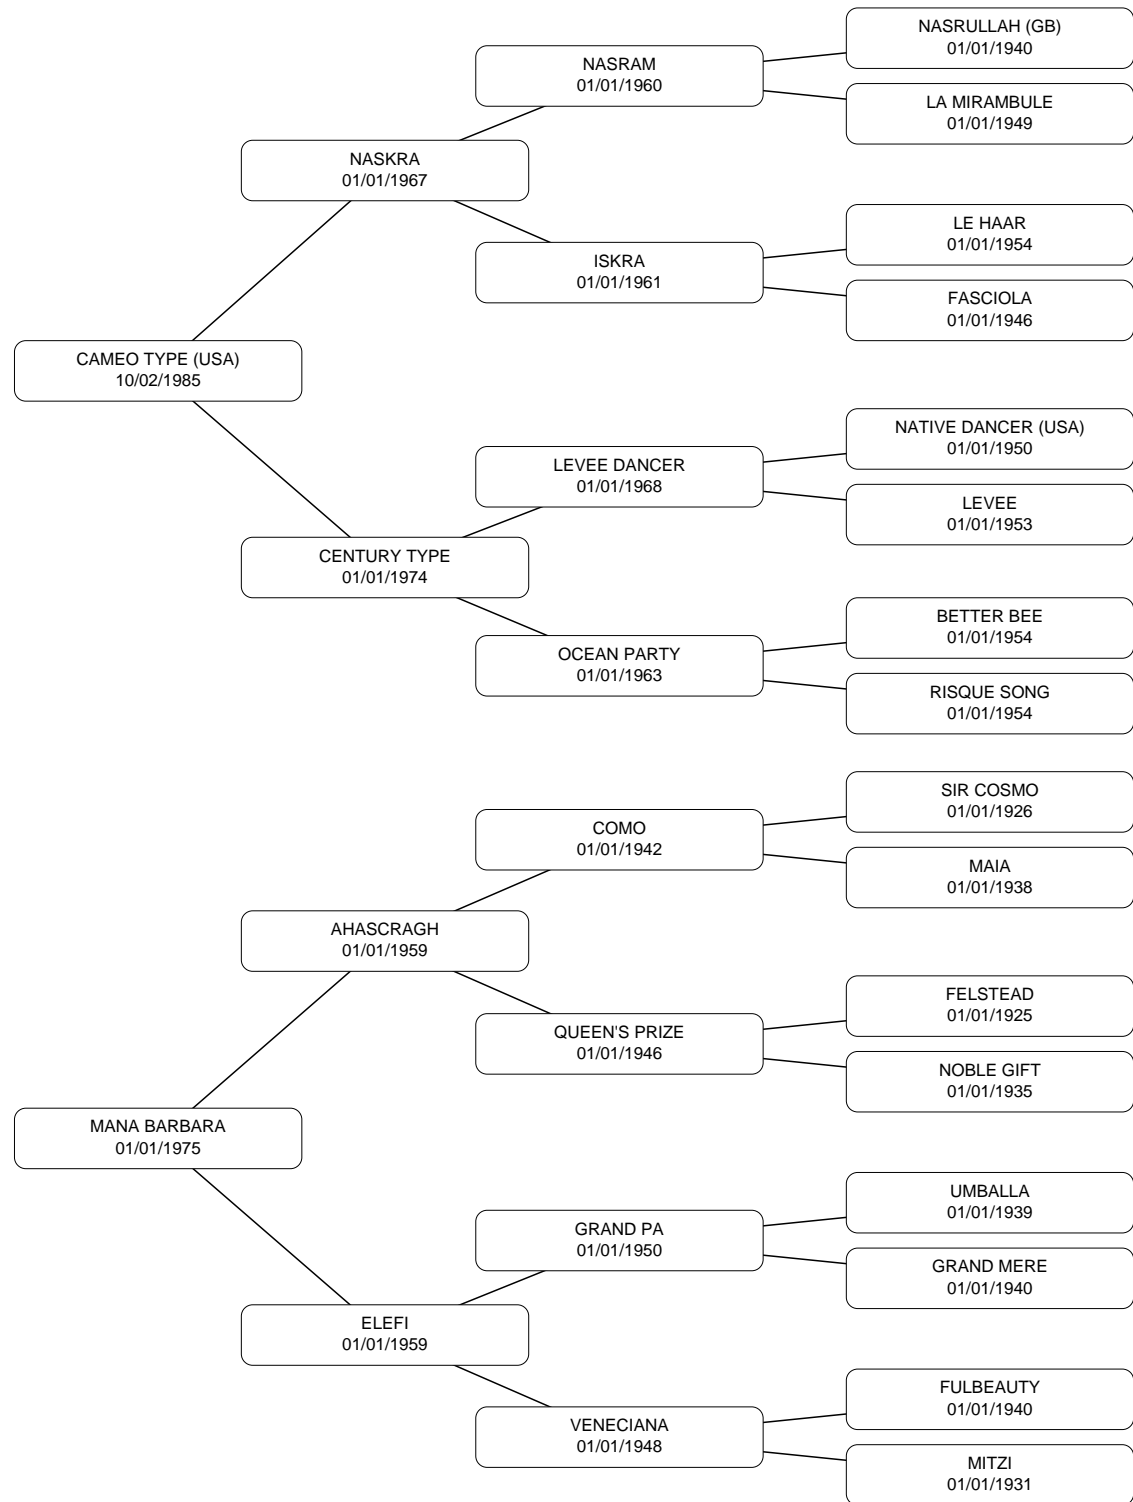 NASRULLAH (GB)
01/01/1940
NASRAM
01/01/1960
LA MIRAMBULE
01/01/1949
NASKRA
01/01/1967
LE HAAR
01/01/1954
ISKRA
01/01/1961
FASCIOLA
01/01/1946
CAMEO TYPE (USA)
10/02/1985
NATIVE DANCER (USA)
01/01/1950
LEVEE DANCER
01/01/1968
LEVEE
01/01/1953
CENTURY TYPE
01/01/1974
BETTER BEE
01/01/1954
OCEAN PARTY
01/01/1963
RISQUE SONG
01/01/1954
SIR COSMO
01/01/1926
COMO
01/01/1942
MAIA
01/01/1938
AHASCRAGH
01/01/1959
FELSTEAD
01/01/1925
QUEEN'S PRIZE
01/01/1946
NOBLE GIFT
01/01/1935
MANA BARBARA
01/01/1975
UMBALLA
01/01/1939
GRAND PA
01/01/1950
GRAND MERE
01/01/1940
ELEFI
01/01/1959
FULBEAUTY
01/01/1940
VENECIANA
01/01/1948
MITZI
01/01/1931